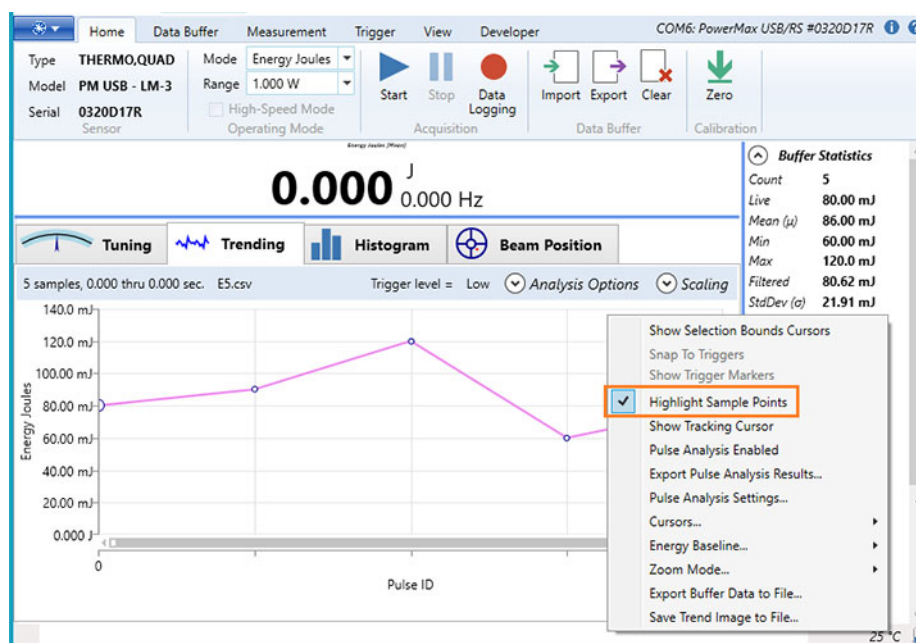 Home Data Buffer Measurement Trigger View Developer COM6: PowerMax USB/RS #0320D17R
Type THERMO,QUAD Mode Energy Joules
Model PM USB - LM-3 Range 1.000 W
Start Stop Data Logging Import Export Clear Zero
Serial 0320D17R High-Speed Mode
Sensor Operating Mode Acquisition Data Buffer Calibration
Energy Joules [Mean]
0.000 J
0.000 Hz
Buffer Statistics
Count 5
Live 80.00 mJ
Mean (µ) 86.00 mJ
Min 60.00 mJ
Max 120.0 mJ
Filtered 80.62 mJ
StdDev (σ) 21.91 mJ
Tuning Trending Histogram Beam Position
5 samples, 0.000 thru 0.000 sec. E5.csv Trigger level = Low Analysis Options Scaling
140.0 mJ
120.0 mJ
100.00 mJ
80.00 mJ
60.00 mJ
40.00 mJ
20.00 mJ
0.000 J
Energy Joules
0
Pulse ID
Show Selection Bounds Cursors
Snap To Triggers
Show Trigger Markers
Highlight Sample Points
Show Tracking Cursor
Pulse Analysis Enabled
Export Pulse Analysis Results...
Pulse Analysis Settings...
Cursors...
Energy Baseline...
Zoom Mode...
Export Buffer Data to File...
Save Trend Image to File...
25 °C